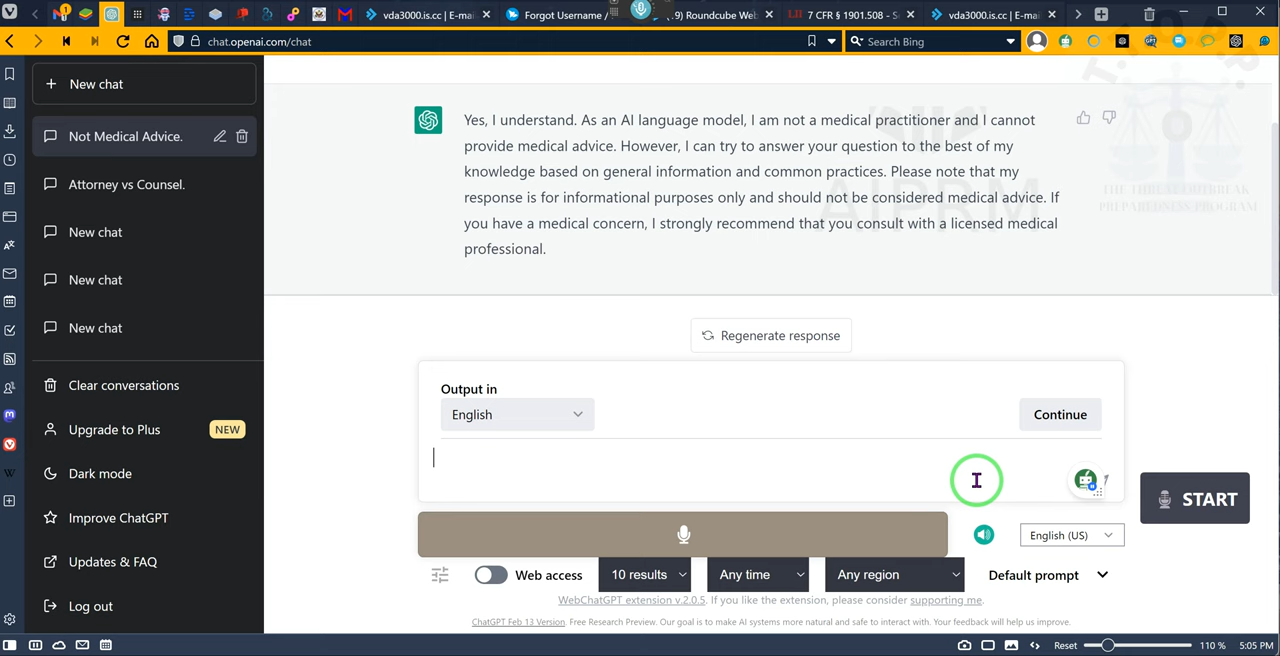 vda3000.is.cc | E-mai
Forgot Username /
9) Roundcube Web
7 CFR § 1901.508 - S
vda3000.is.cc | E-mai
chat.openai.com/chat
Search Bing
New chat
Not Medical Advice.
Attorney vs Counsel.
New chat
New chat
New chat
Clear conversations
Upgrade to Plus
NEW
Dark mode
Improve ChatGPT
Updates & FAQ
Log out
Yes, I understand. As an AI language model, I am not a medical practitioner and I cannot
provide medical advice. However, I can try to answer your question to the best of my
knowledge based on general information and common practices. Please note that my
response is for informational purposes only and should not be considered medical advice. If
you have a medical concern, I strongly recommend that you consult with a licensed medical
professional.
AIPRM
THE THREAT OUTBREAK
PREPAREDNESS PROGRAM
Regenerate response
Output in
English
Continue
START
English (US)
Web access
10 results
Any time
Any region
Default prompt
WebChatGPT extension v.2.0.5. If you like the extension, please consider supporting me.
ChatGPT Feb 13 Version. Free Research Preview. Our goal is to make AI systems more natural and safe to interact with. Your feedback will help us improve.
Reset
110 %
5:05 PM